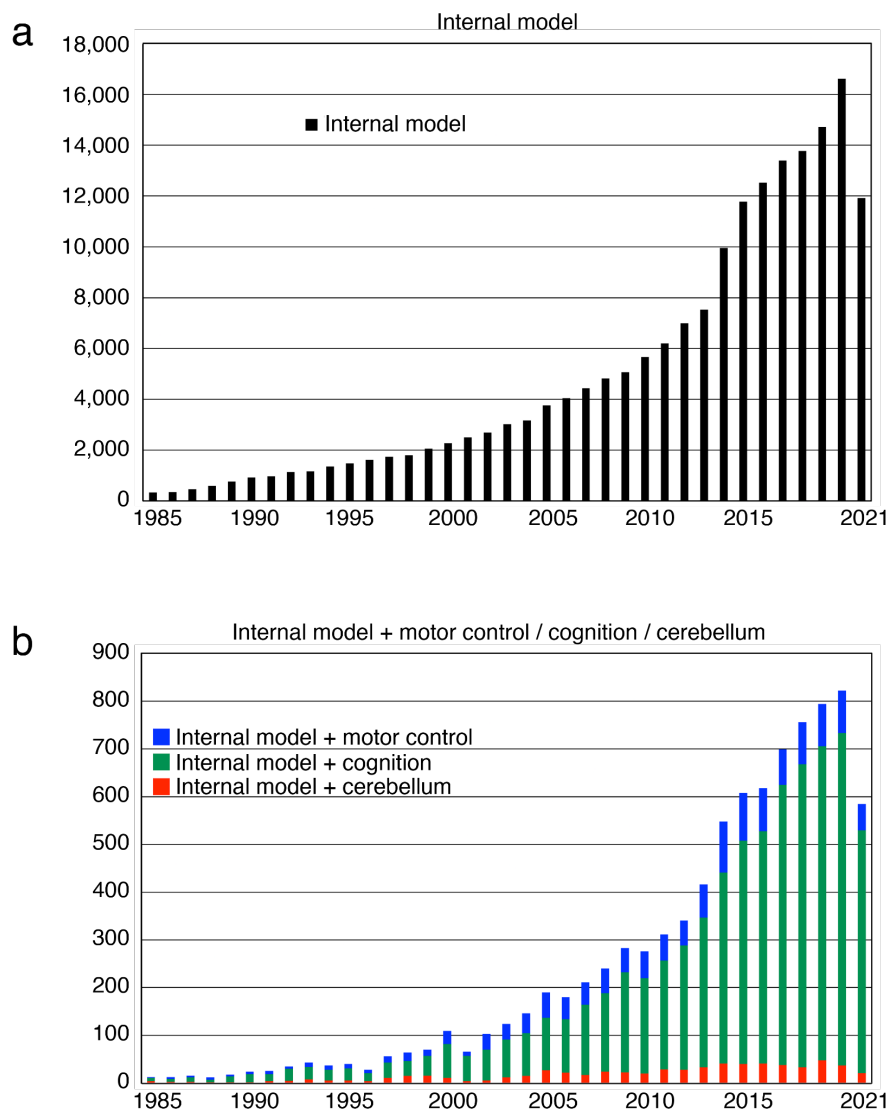 a
Internal model
18,000
16,000
Internal model
14,000
12,000
10,000
8,000
6,000
4,000
2,000
0
1985 1990 1995 2000 2005 2010 2015 2021
b
Internal model + motor control / cognition / cerebellum
900
800
700
Internal model + motor control
Internal model + cognition
Internal model + cerebellum
600
500
400
300
200
100
0
1985 1990 1995 2000 2005 2010 2015 2021